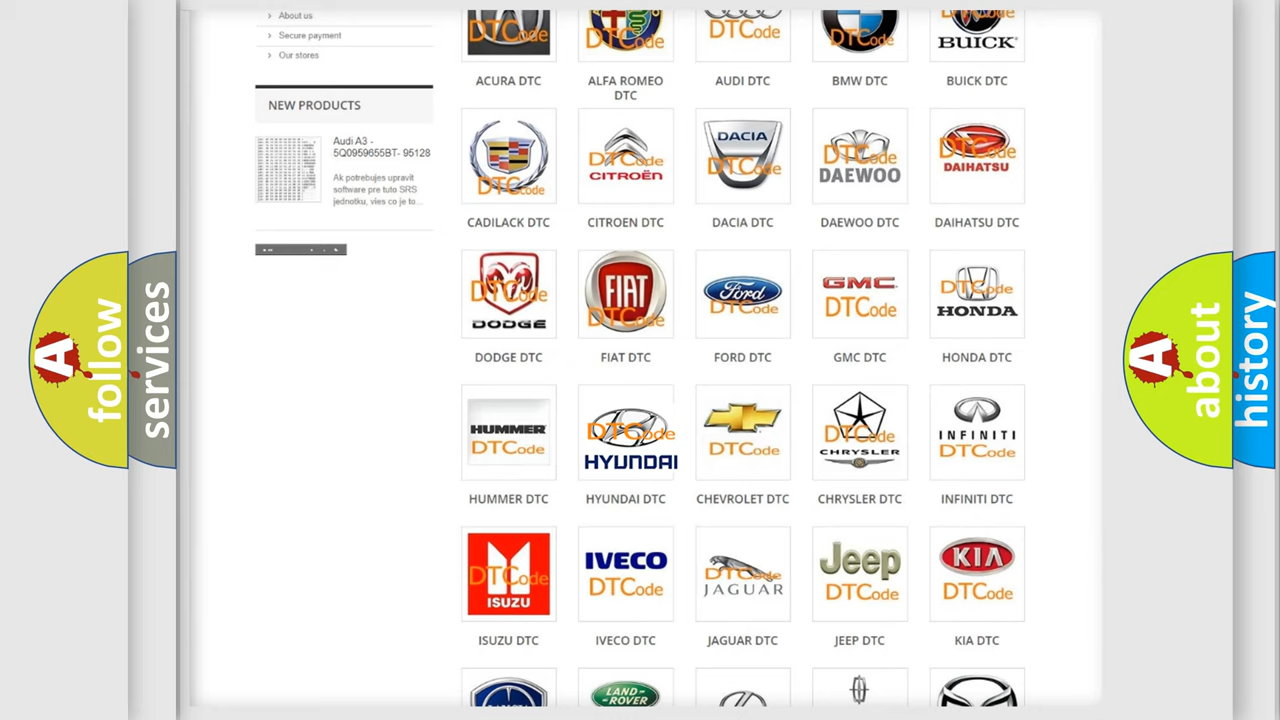 About us
Secure payment
Our stores
NEW PRODUCTS
Audi A3 -
5Q0959655BT- 95128
Ak potrebujes upravit
software pre tuto SRS
jednotku, vies co je to...
DTCode
DTCode
DTCode
DTCode
BUICK
ACURA DTC
ALFA ROMEO
DTC
AUDI DTC
BMW DTC
BUICK DTC
DTCode
DTCode
CITROËN
DACIA
DTCode
DTCode
DAEWOO
DTCode
DAIHATSU
CADILACK DTC
CITROEN DTC
DACIA DTC
DAEWOO DTC
DAIHATSU DTC
DTCode
DODGE
FIAT
DTCode
Ford
DTCode
GMC
DTCode
DTCode
HONDA
DODGE DTC
FIAT DTC
FORD DTC
GMC DTC
HONDA DTC
HUMMER
DTCode
DTCode
HYUNDAI
DTCode
DTCode
CHRYSLER
INFINITI
DTCode
HUMMER DTC
HYUNDAI DTC
CHEVROLET DTC
CHRYSLER DTC
INFINITI DTC
DTCode
ISUZU
IVECO
DTCode
DTCode
JAGUAR
Jeep
DTCode
KIA
DTCode
ISUZU DTC
IVECO DTC
JAGUAR DTC
JEEP DTC
KIA DTC
LAND-
ROVER
A
follow
services
A
about
history